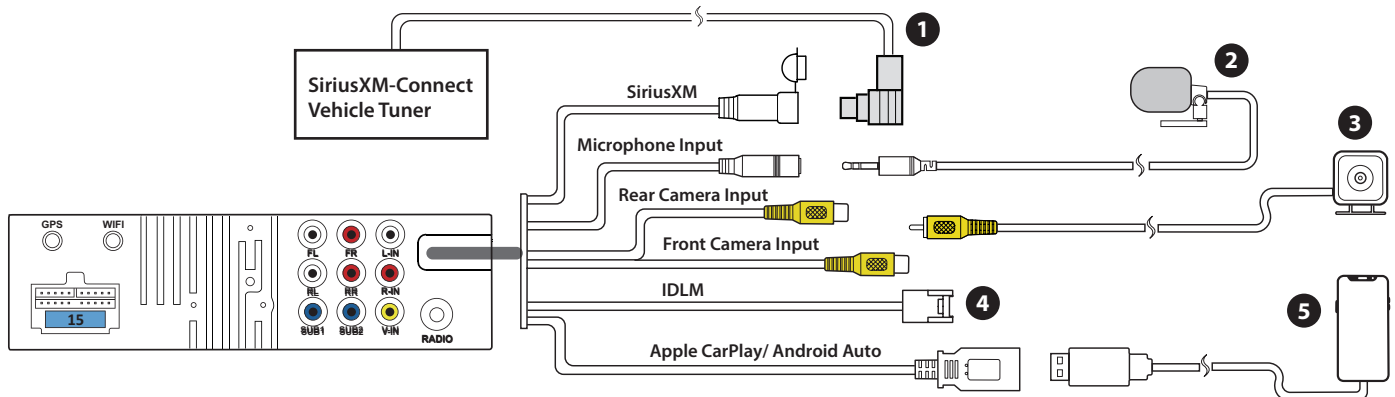 1
2
SiriusXM-Connect
Vehicle Tuner
SiriusXM
Microphone Input
3
Rear Camera Input
GPS
WIFI
FL
FR
L-IN
Front Camera Input
RL
RR
R-IN
IDLM
4
5
15
SUB1
SUB2
V-IN
RADIO
Apple CarPlay/ Android Auto